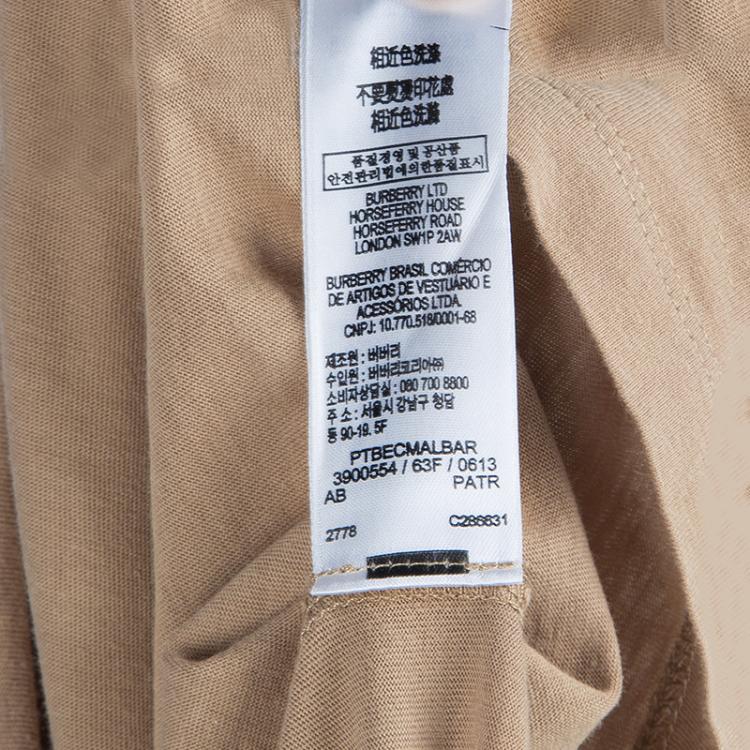 相近色洗滌
不要熨燙印花處
相近色洗滌
품질경영 및 공산품
안전관리법에의한품질표시
BURBERRY LTD
HORSEFERRY HOUSE
HORSEFERRY ROAD
LONDON SW1P 2AW
BURBERRY BRASIL COMÉRCIO
DE ARTIGOS DE VESTUÁRIO E
ACESSÓRIOS LTDA.
CNPJ: 10.770.518/0001-68
제조원 : 버버리
수입원 : 버버리코리아㈜
소비자상담실 : 080 700 8800
주 소 : 서울시 강남구 청담
동 90-19. 5F
PTBECMALBAR
3900554 / 63F / 0613
AB PATR
2778 C286631